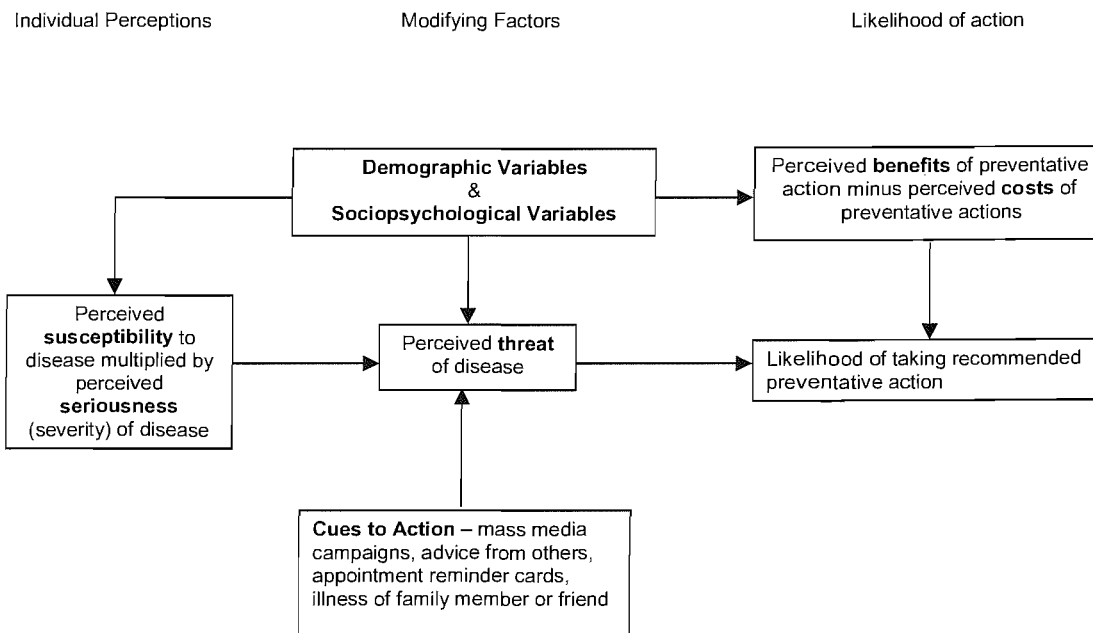 Individual Perceptions
Modifying Factors
Likelihood of action
Demographic Variables
&
Sociopsychological Variables
Perceived benefits of preventative
action minus perceived costs of
preventative actions
Perceived
susceptibility to
disease multiplied by
perceived
seriousness
(severity) of disease
Perceived threat
of disease
Likelihood of taking recommended
preventative action
Cues to Action – mass media
campaigns, advice from others,
appointment reminder cards,
illness of family member or friend